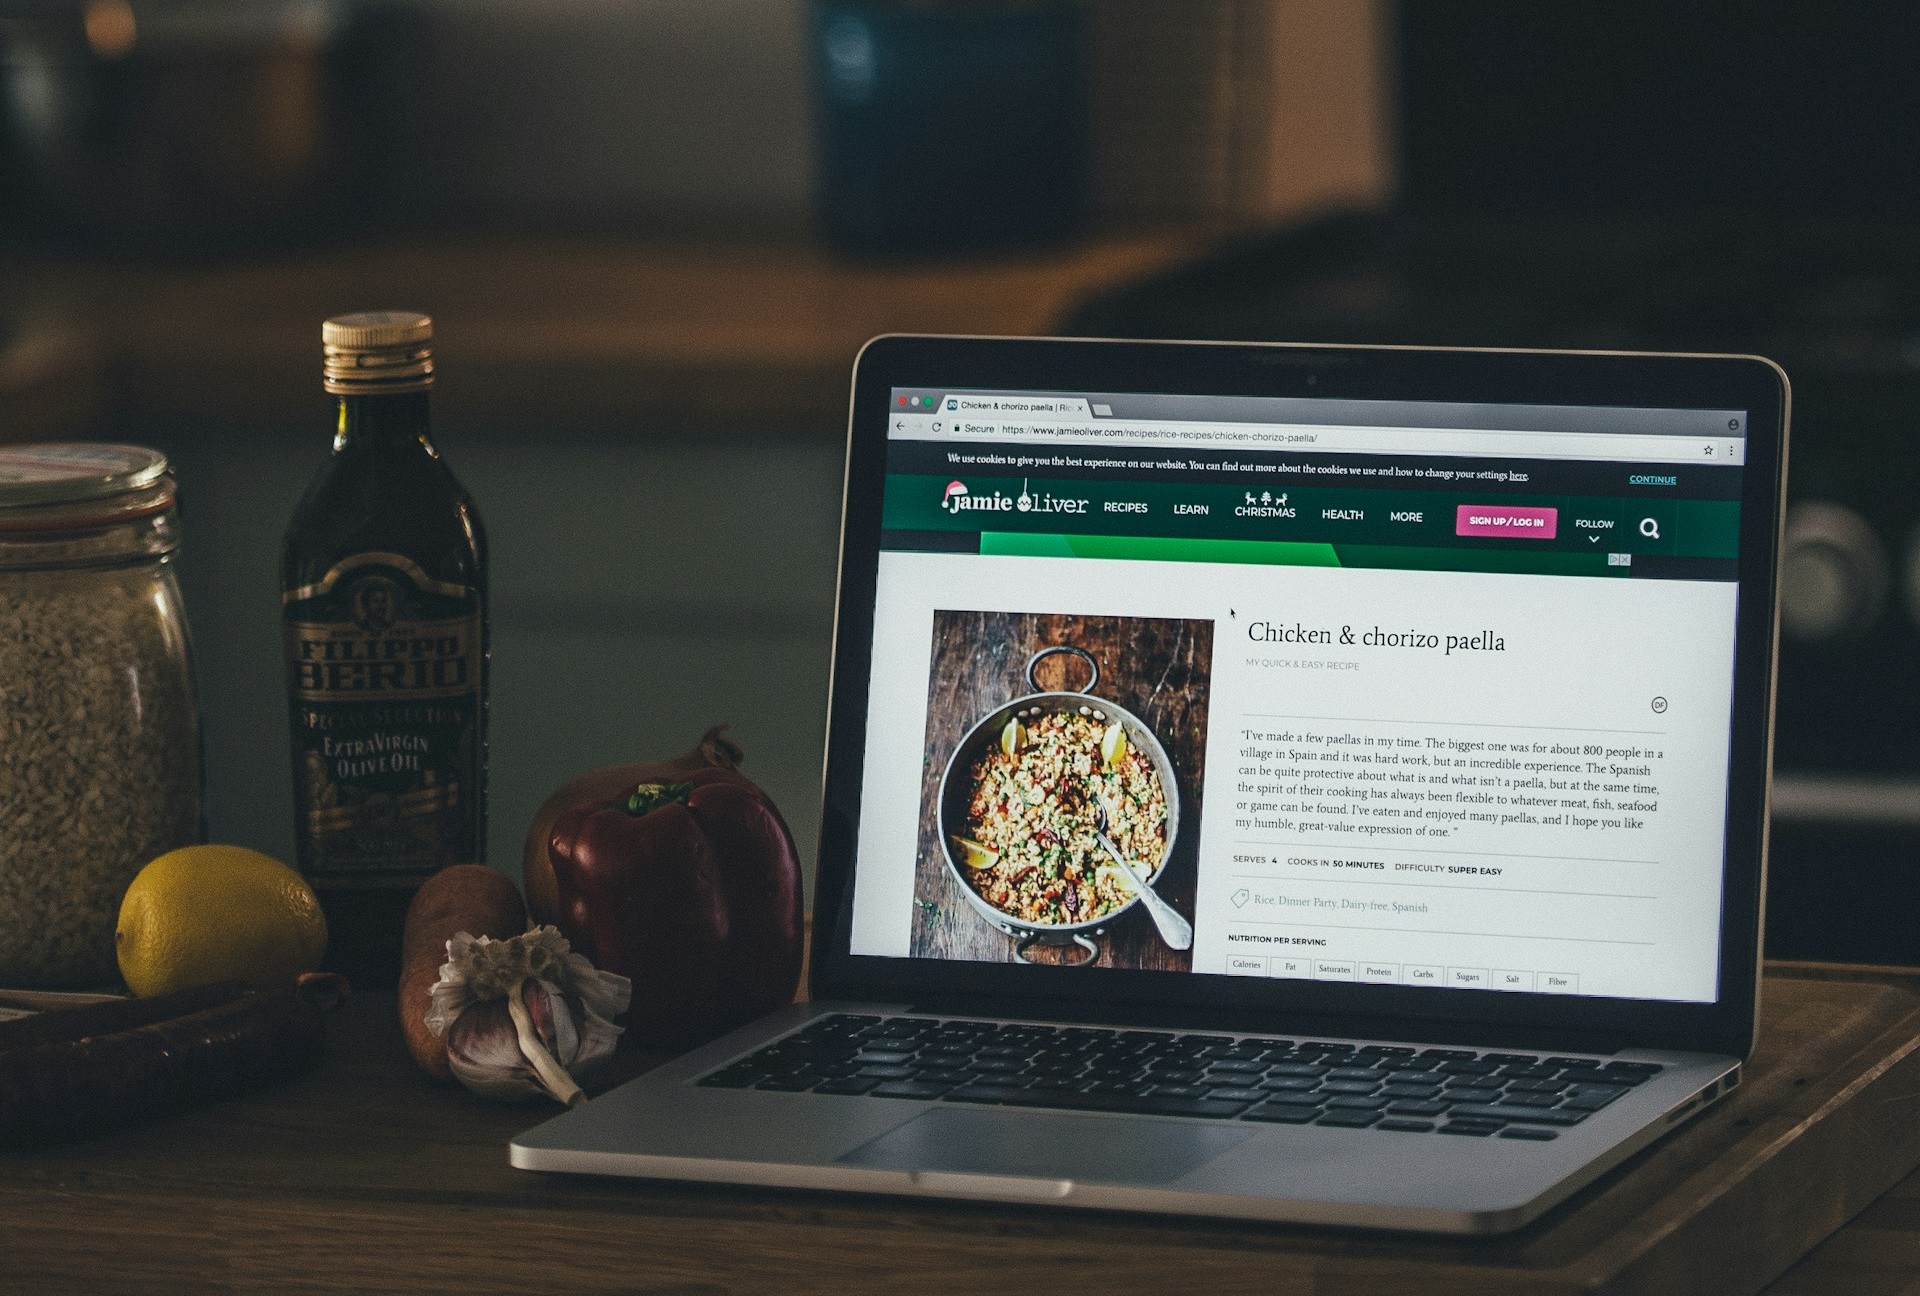 FILIPPO
BERIO
SPECIAL SELECTION
EXTRA VIRGIN
OLIVE OIL
Chicken & chorizo paella | Ric
Secure https://www.jamieoliver.com/recipes/rice-recipes/chicken-chorizo-paella/
We use cookies to give you the best experience on our website. You can find out more about the cookies we use and how to change your settings here.
CONTINUE
Jamie Oliver RECIPES LEARN CHRISTMAS HEALTH MORE SIGN UP/LOG IN FOLLOW
Chicken & chorizo paella
MY QUICK & EASY RECIPE
DF
“I've made a few paellas in my time. The biggest one was for about 800 people in a
village in Spain and it was hard work, but an incredible experience. The Spanish
can be quite protective about what is and what isn't a paella, but at the same time,
the spirit of their cooking has always been flexible to whatever meat, fish, seafood
or game can be found. I've eaten and enjoyed many paellas, and I hope you like
my humble, great-value expression of one. ”
SERVES 4 COOKS IN 50 MINUTES DIFFICULTY SUPER EASY
Rice, Dinner Party, Dairy-free, Spanish
NUTRITION PER SERVING
Calories Fat Saturates Protein Carbs Sugars Salt Fibre